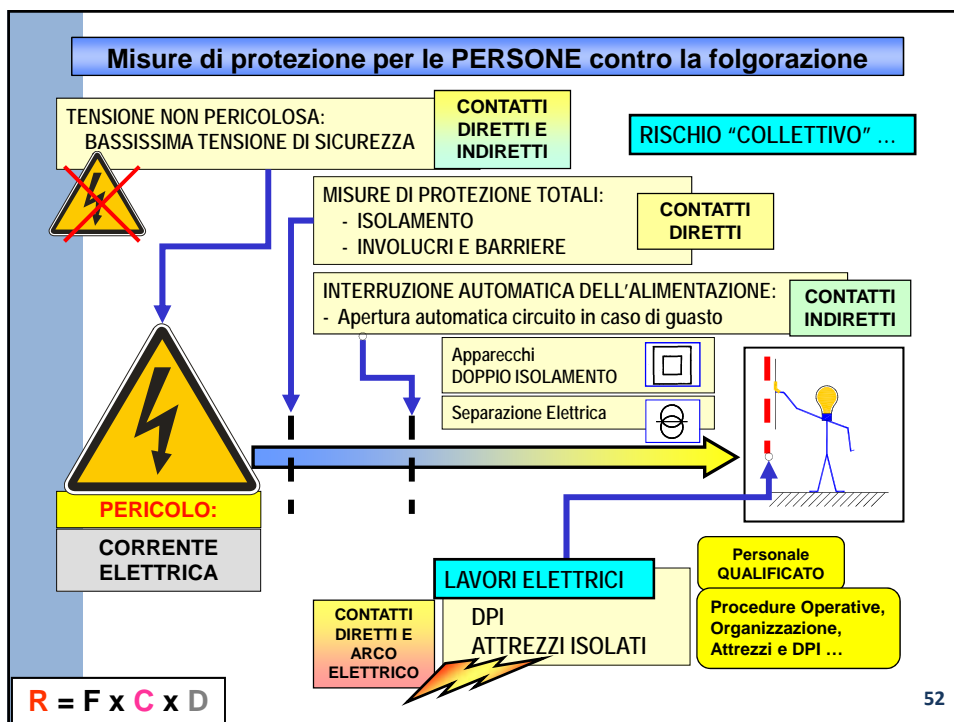 Misure di protezione per le PERSONE contro la folgorazione
TENSIONE NON PERICOLOSA:
BASSISSIMA TENSIONE DI SICUREZZA
CONTATTI
DIRETTI E
INDIRETTI
RISCHIO “COLLETTIVO” ...
MISURE DI PROTEZIONE TOTALI:
- ISOLAMENTO
- INVOLUCRI E BARRIERE
CONTATTI
DIRETTI
INTERRUZIONE AUTOMATICA DELL’ALIMENTAZIONE:
- Apertura automatica circuito in caso di guasto
CONTATTI
INDIRETTI
Apparecchi
DOPPIO ISOLAMENTO
Separazione Elettrica
PERICOLO:
CORRENTE
ELETTRICA
LAVORI ELETTRICI
DPI
ATTREZZI ISOLATI
CONTATTI
DIRETTI E
ARCO
ELETTRICO
Personale
QUALIFICATO
Procedure Operative,
Organizzazione,
Attrezzi e DPI ...
R = F x C x D
52